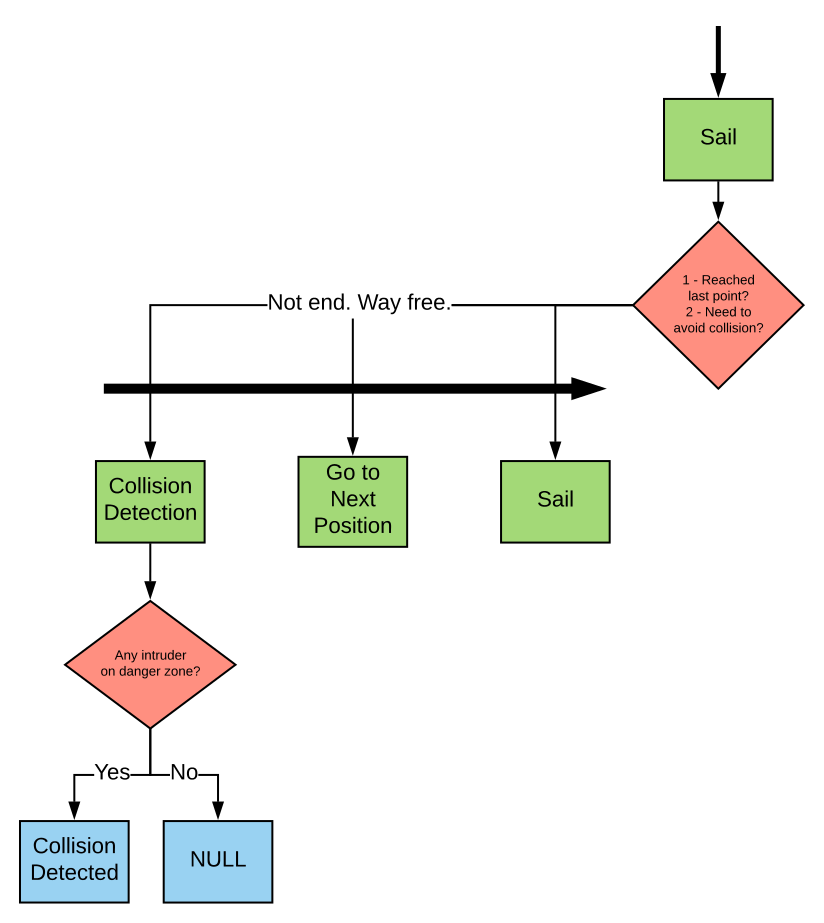 Sail
1 - Reached
last point?
2 - Need to
avoid collision?
Not end. Way free.
Collision
Detection
Go to
Next
Position
Sail
Any intruder
on danger zone?
Yes
No
Collision
Detected
NULL